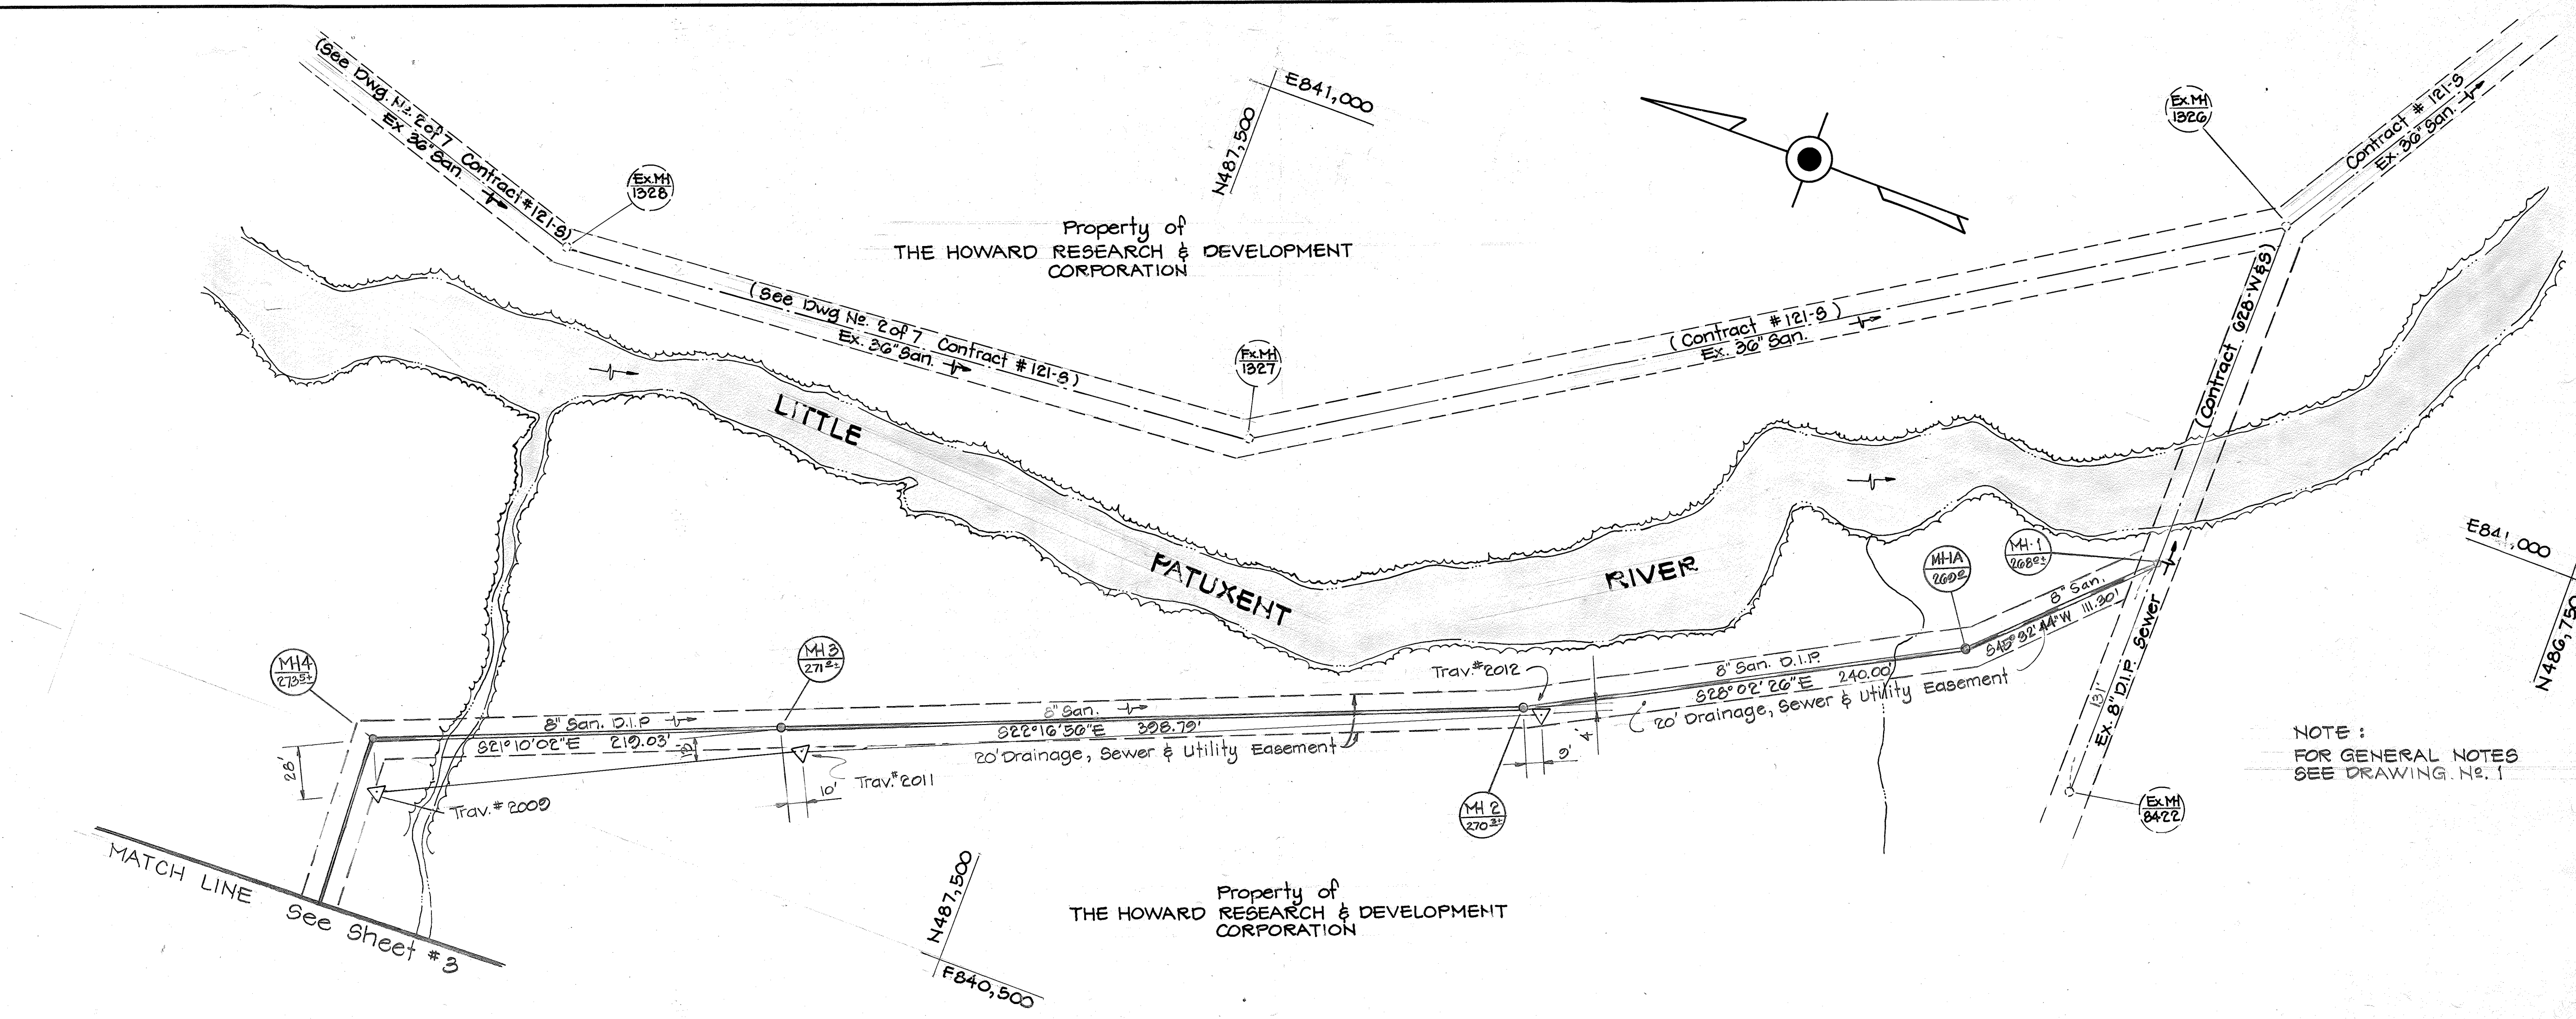 (See Dwg. No. 2 of 7 Contract #121-S)
Ex. 36" San.
Ex. MH
1328
E841,000
N487,500
Property of
THE HOWARD RESEARCH & DEVELOPMENT
CORPORATION
Ex. MH
1326
Contract # 121-S
Ex. 36" San.
(See Dwg No. 2 of 7 Contract #121-S)
Ex. 36" San.
Ex. MH
1327
(Contract #121-S)
Ex. 36" San.
(Contract 628-W&S)
LITTLE
PATUXENT
RIVER
MH4
273⁵±
MH3
MH1A
MH-1
8" San.
S45°32'44"W 111.30'
E841,000
N486,750
Trav.#2012
8" San. D.I.P.
S28°02'26"E 240.00'
20' Drainage, Sewer & Utility Easement
8" San. D.I.P
S21°10'02"E 219.03'
8" San.
S22°16'56"E 398.79'
20' Drainage, Sewer & Utility Easement
28'
10'
4'
9'
131'
Ex. 8" D.I.P. Sewer
Trav.#2011
Trav.#2009
MH 2
Ex. MH
8422
NOTE :
FOR GENERAL NOTES
SEE DRAWING No. 1
MATCH LINE
See Sheet #3
N487,500
E840,500
Property of
THE HOWARD RESEARCH & DEVELOPMENT
CORPORATION